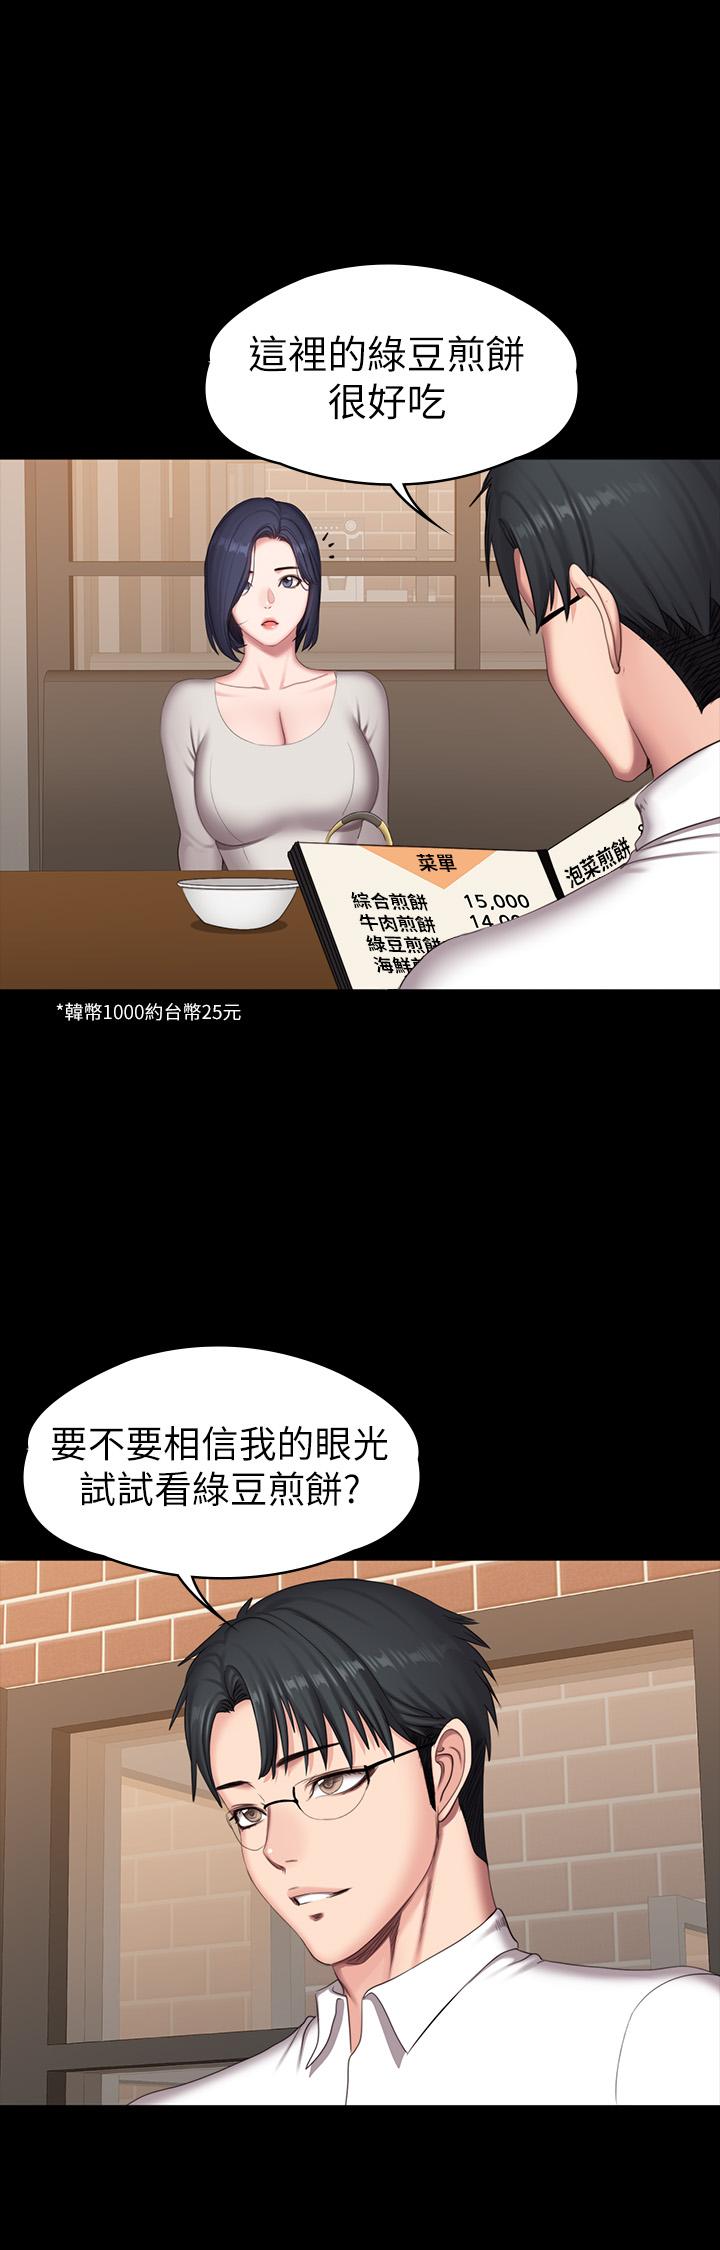 這裡的綠豆煎餅
很好吃
菜單
泡菜煎餅
綜合煎餅 15,000
牛肉煎餅
綠豆煎餅
海鮮
*韓幣1000約台幣25元
要不要相信我的眼光
試試看綠豆煎餅?